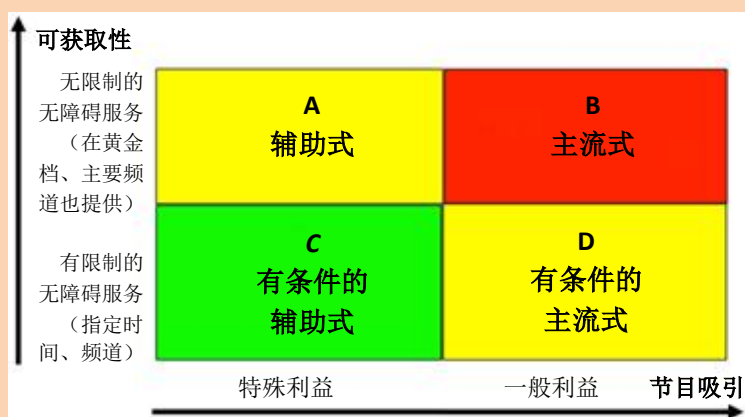 可获取性
无限制的
无障碍服务
（在黄金
档、主要频
道也提供）
A
辅助式
B
主流式
有限制的
无障碍服务
（指定时
间、频道）
C
有条件的
辅助式
D
有条件的
主流式
特殊利益
一般利益
节目吸引